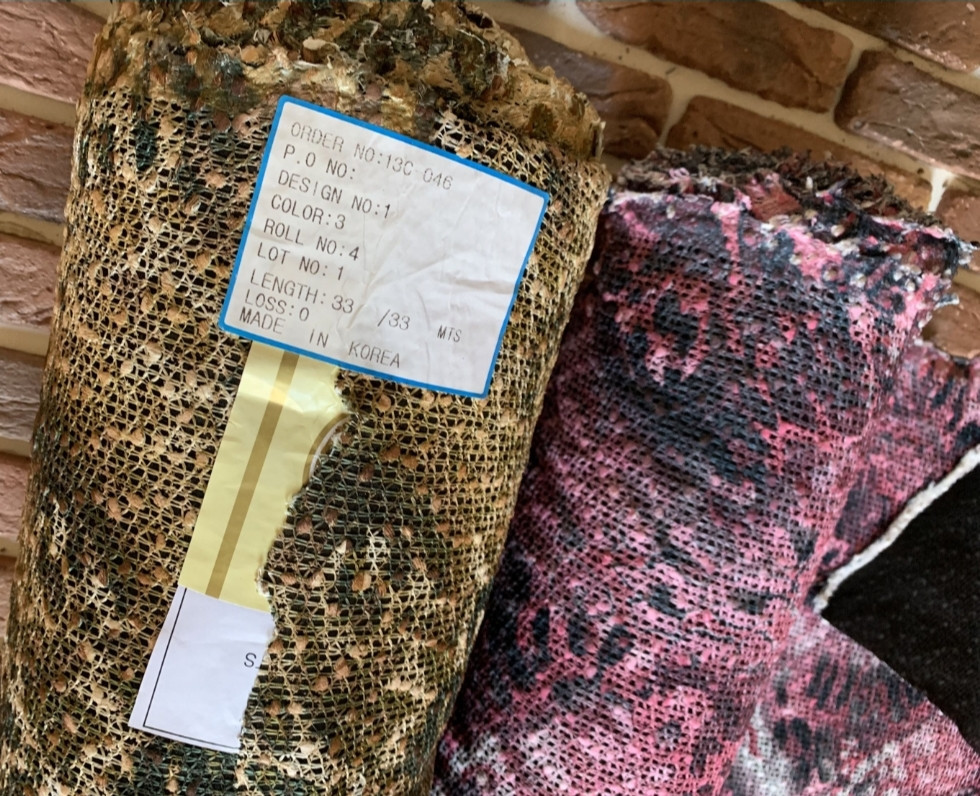 ORDER NO:13C 046
P.O NO:
DESIGN NO:1
COLOR:3
ROLL NO:4
LOT NO: 1
LENGTH:33 /33 MTS
LOSS:0
MADE IN KOREA
S